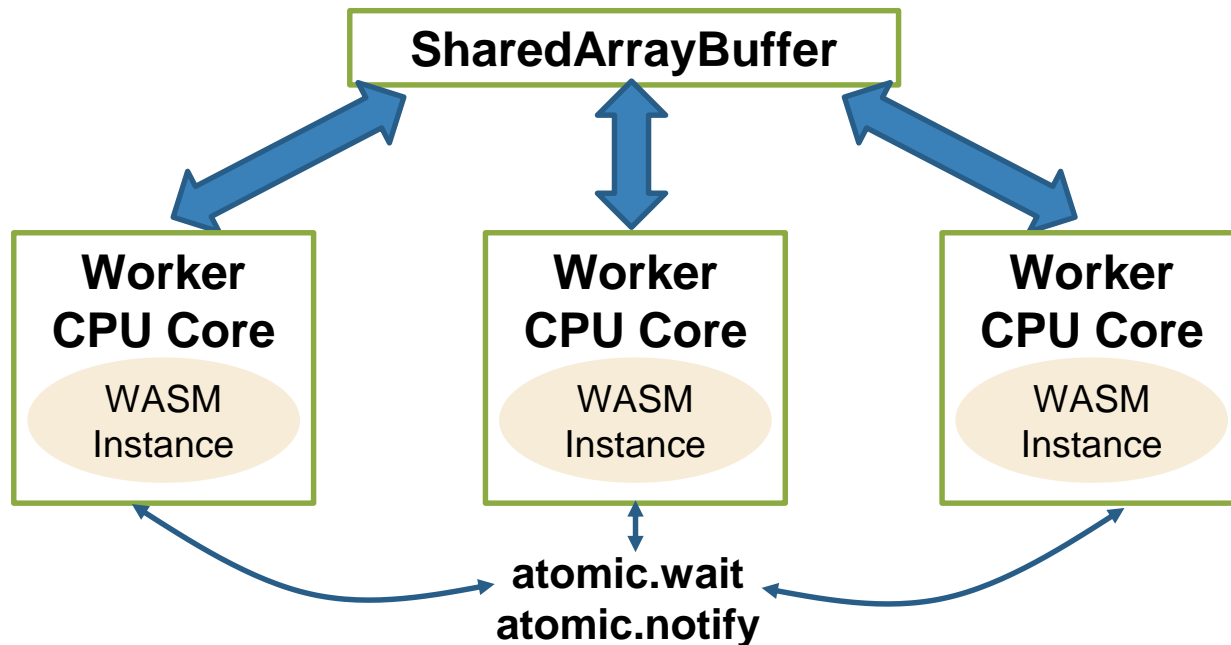 SharedArrayBuffer
Worker
CPU Core
WASM
Instance
Worker
CPU Core
WASM
Instance
Worker
CPU Core
WASM
Instance
atomic.wait
atomic.notify